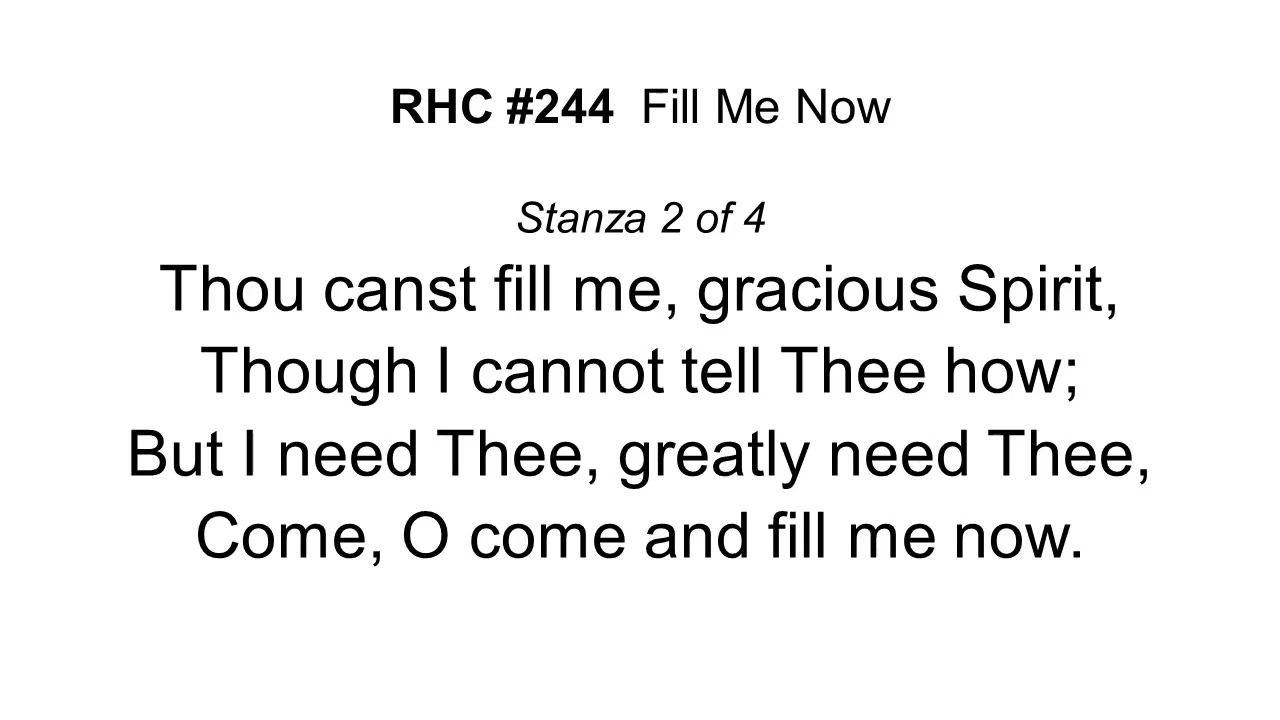 RHC #244 Fill Me Now
Stanza 2 of 4
Thou canst fill me, gracious Spirit,
Though I cannot tell Thee how;
But I need Thee, greatly need Thee,
Come, O come and fill me now.